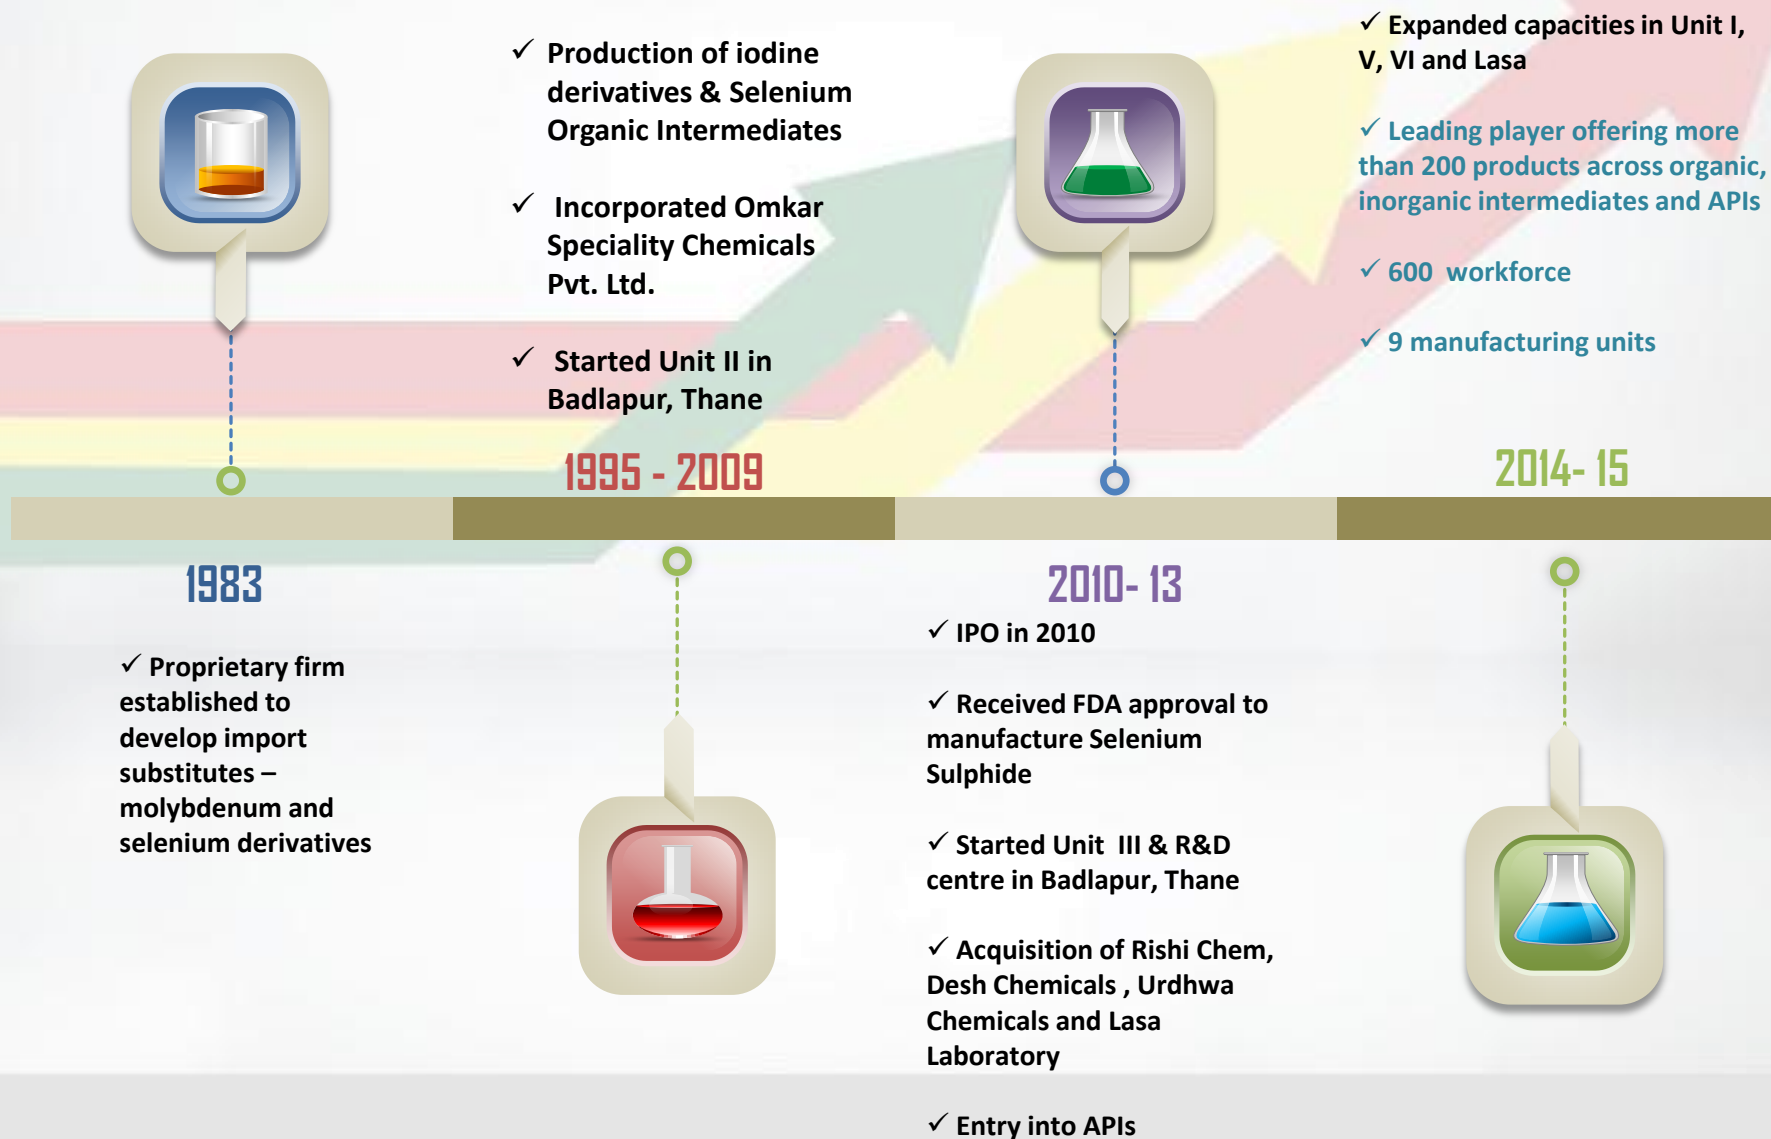 ✓ Production of iodine
derivatives & Selenium
Organic Intermediates
✓ Incorporated Omkar
Speciality Chemicals
Pvt. Ltd.
✓ Started Unit II in
Badlapur, Thane
1995 - 2009
✓ Expanded capacities in Unit I,
V, VI and Lasa
✓ Leading player offering more
than 200 products across organic,
inorganic intermediates and APIs
✓ 600 workforce
✓ 9 manufacturing units
2014- 15
1983
✓ Proprietary firm
established to
develop import
substitutes –
molybdenum and
selenium derivatives
2010- 13
✓ IPO in 2010
✓ Received FDA approval to
manufacture Selenium
Sulphide
✓ Started Unit III & R&D
centre in Badlapur, Thane
✓ Acquisition of Rishi Chem,
Desh Chemicals , Urdhwa
Chemicals and Lasa
Laboratory
✓ Entry into APIs